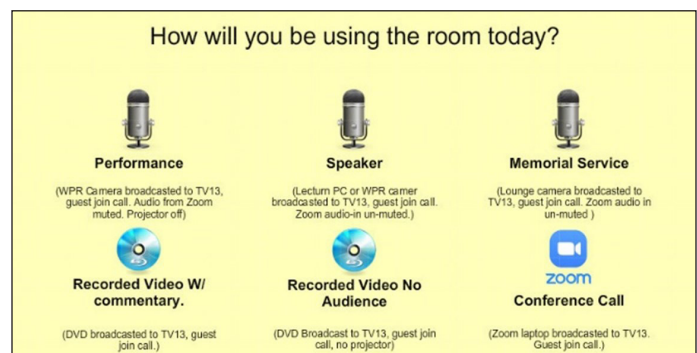 How will you be using the room today?
Performance
(WPR Camera broadcasted to TV13,
guest join call. Audio from Zoom
muted. Projector off)
Speaker
(Lecturn PC or WPR camer
broadcasted to TV13, guest join call.
Zoom audio-in un-muted.)
Memorial Service
(Lounge camera broadcasted to
TV13, guest join call. Zoom audio in
un-muted )
Recorded Video W/
commentary.
(DVD broadcasted to TV13, guest
join call.)
Recorded Video No
Audience
(DVD Broadcast to TV13, guest join
call, no projector)
zoom
Conference Call
(Zoom laptop broadcasted to TV13.
Guest join call.)